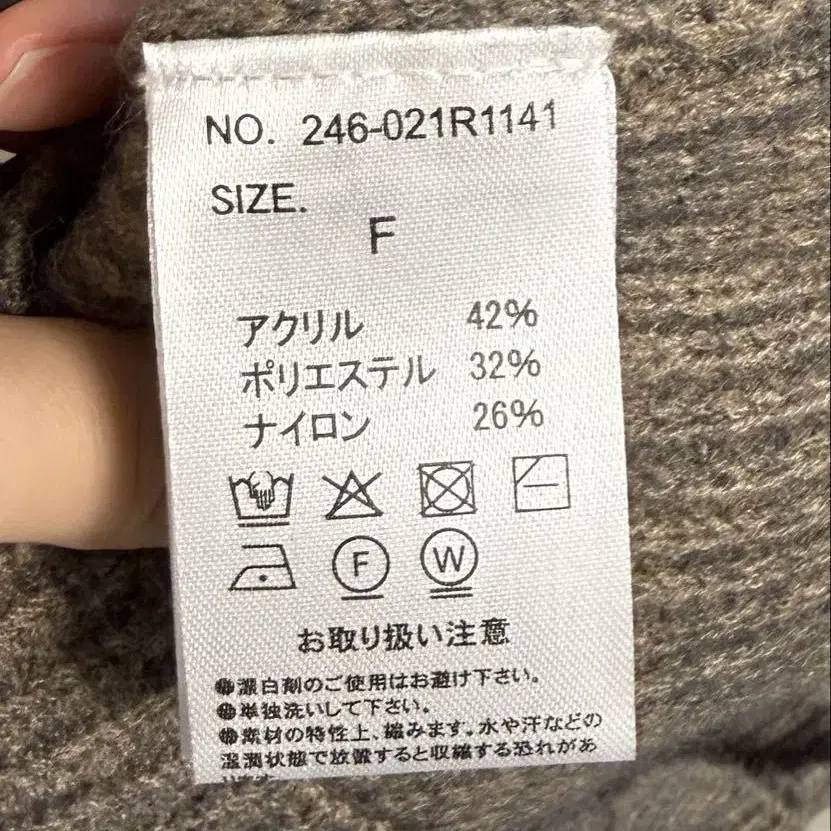 NO. 246-021R1141
SIZE.
F
アクリル 42%
ポリエステル 32%
ナイロン 26%
F W
お取り扱い注意
●漂白剤のご使用はお避け下さい。
●単独洗いして下さい。
●素材の特性上、縮みます。水や汗などの
湿潤状態で放置すると収縮する恐れがあ